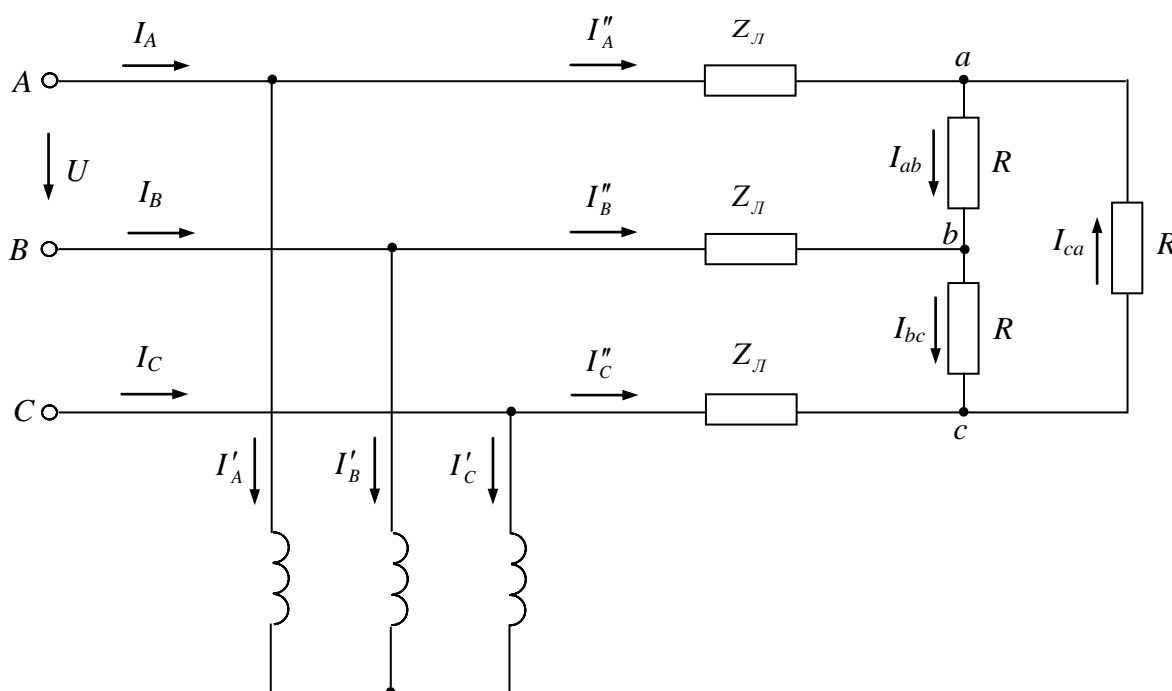 I_A I″_A Z_Л
A a
U I_ab R
I_B I″_B Z_Л
B b I_ca R
I_bc R
I_C I″_C Z_Л
C c
I′_A I′_B I′_C